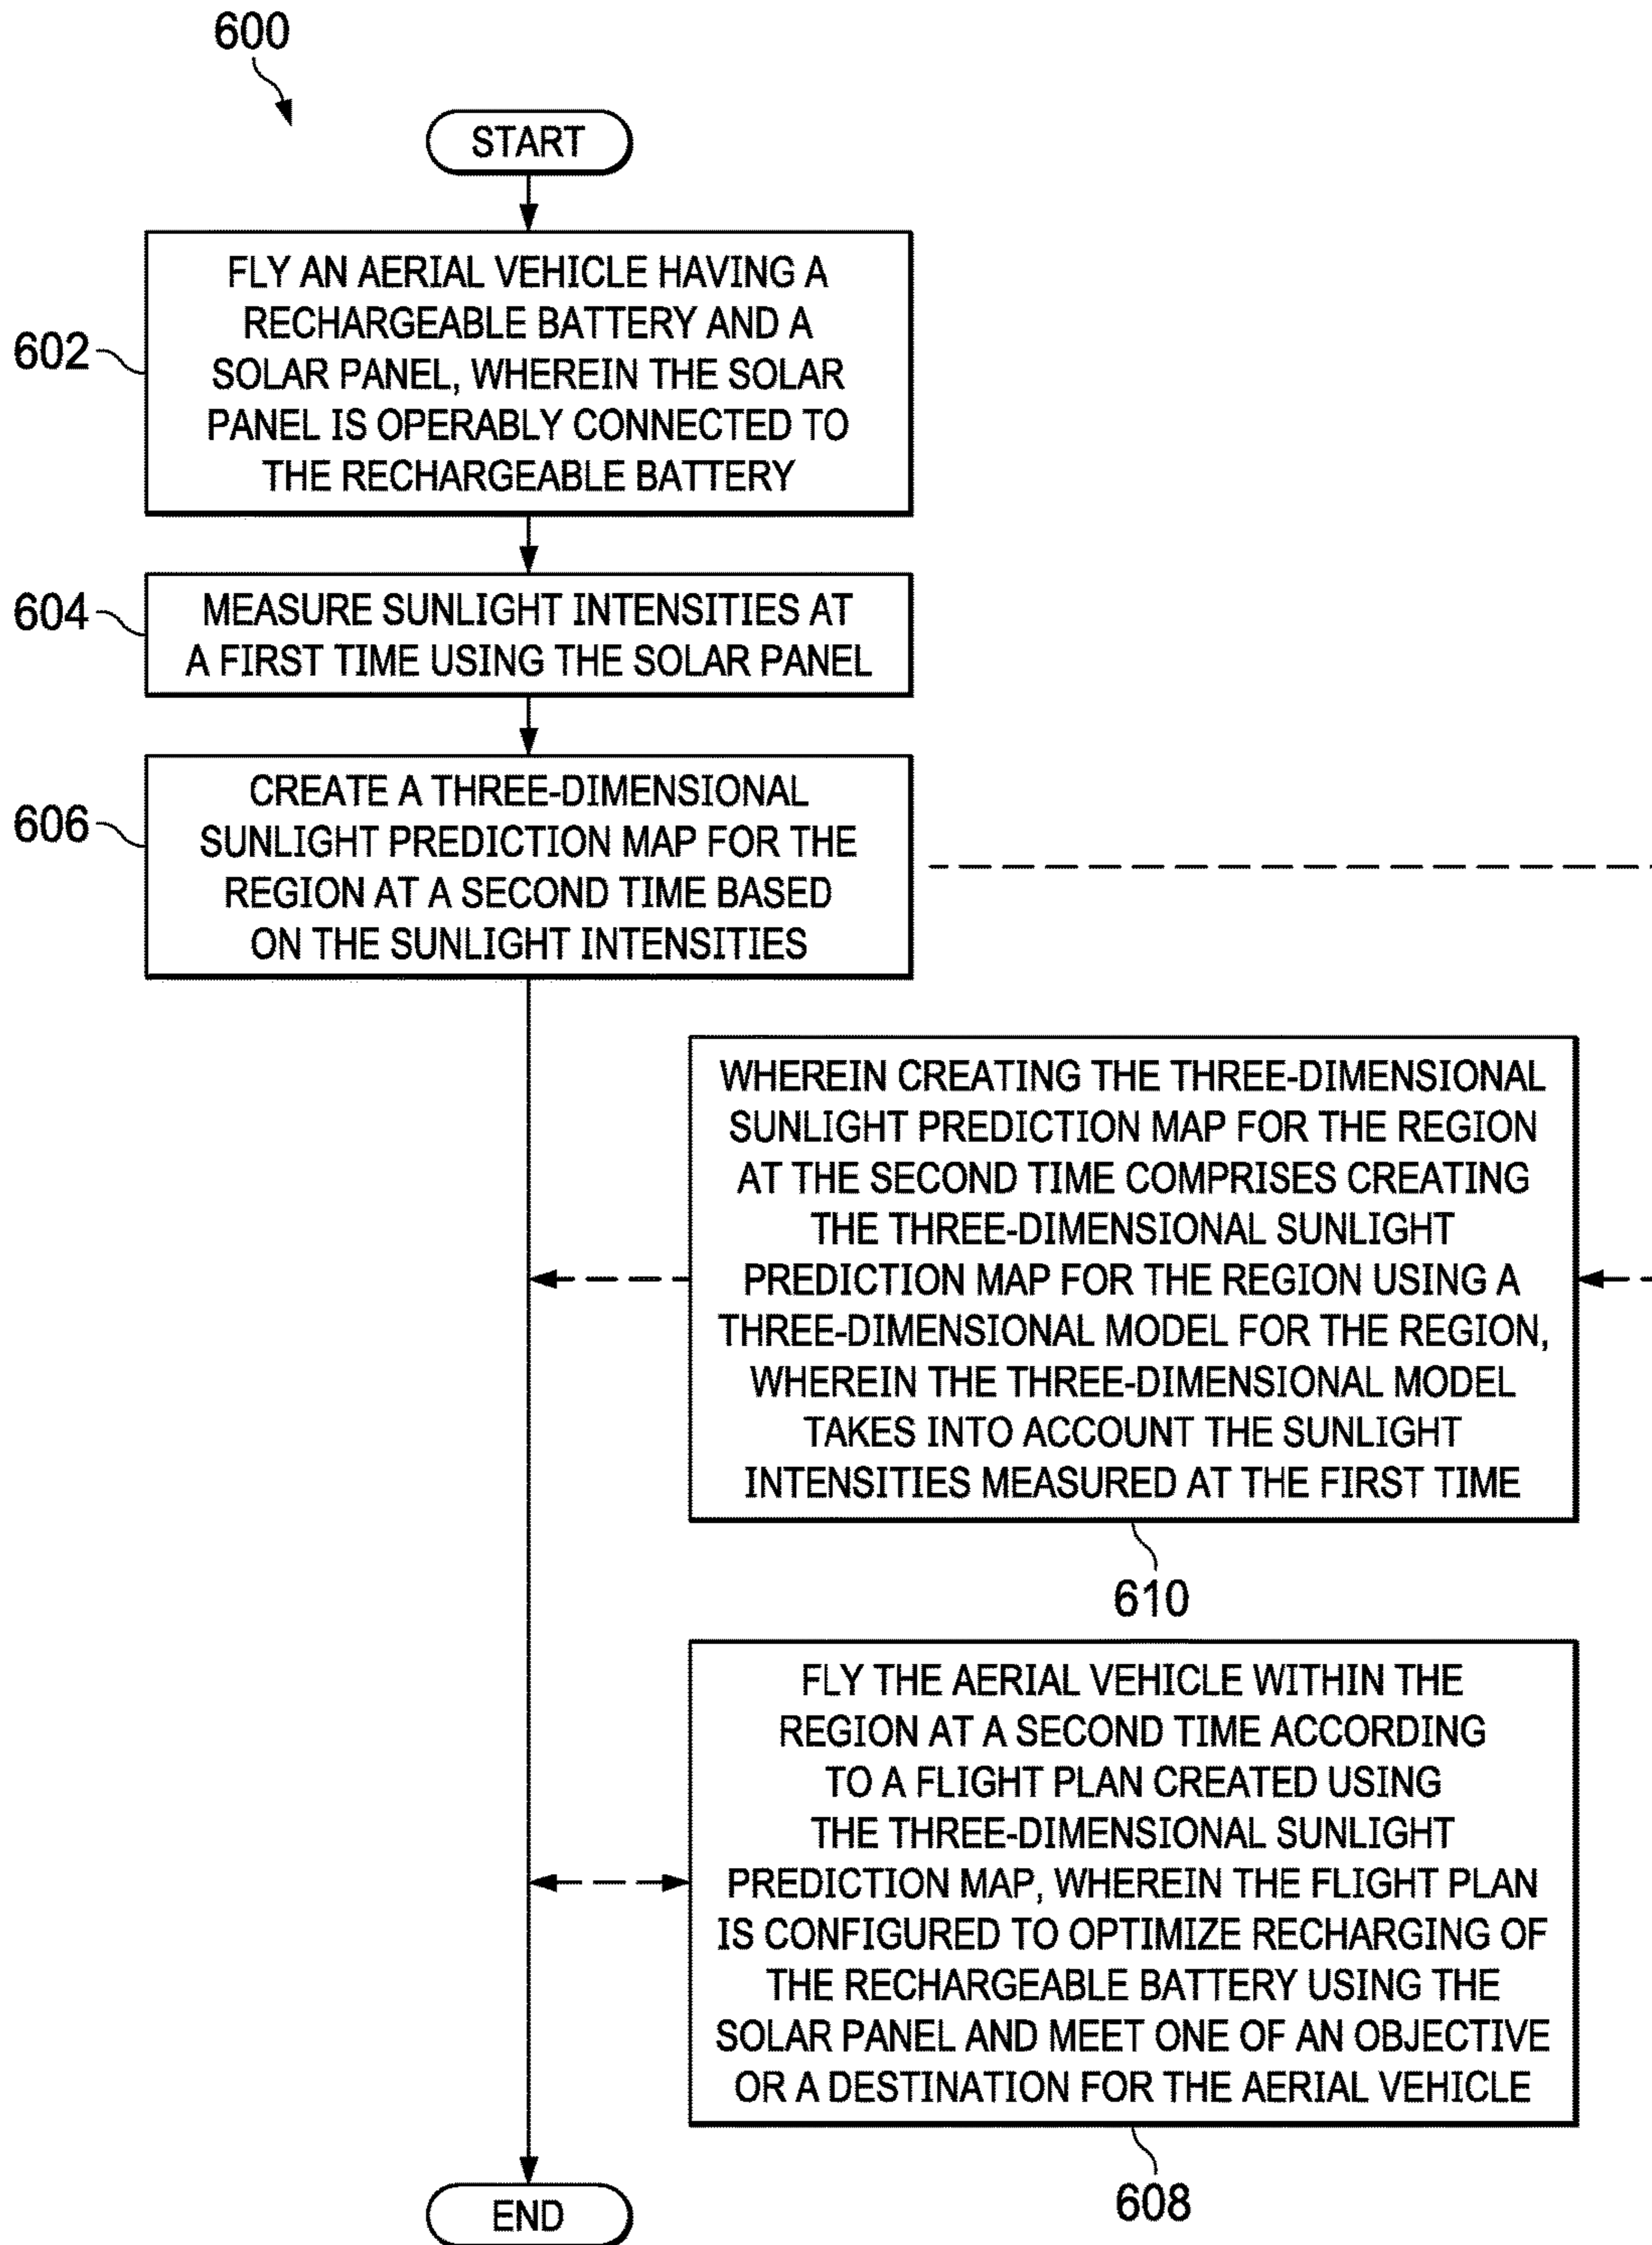 600
START
602
FLY AN AERIAL VEHICLE HAVING A
RECHARGEABLE BATTERY AND A
SOLAR PANEL, WHEREIN THE SOLAR
PANEL IS OPERABLY CONNECTED TO
THE RECHARGEABLE BATTERY
604
MEASURE SUNLIGHT INTENSITIES AT
A FIRST TIME USING THE SOLAR PANEL
606
CREATE A THREE-DIMENSIONAL
SUNLIGHT PREDICTION MAP FOR THE
REGION AT A SECOND TIME BASED
ON THE SUNLIGHT INTENSITIES
WHEREIN CREATING THE THREE-DIMENSIONAL
SUNLIGHT PREDICTION MAP FOR THE REGION
AT THE SECOND TIME COMPRISES CREATING
THE THREE-DIMENSIONAL SUNLIGHT
PREDICTION MAP FOR THE REGION USING A
THREE-DIMENSIONAL MODEL FOR THE REGION,
WHEREIN THE THREE-DIMENSIONAL MODEL
TAKES INTO ACCOUNT THE SUNLIGHT
INTENSITIES MEASURED AT THE FIRST TIME
610
FLY THE AERIAL VEHICLE WITHIN THE
REGION AT A SECOND TIME ACCORDING
TO A FLIGHT PLAN CREATED USING
THE THREE-DIMENSIONAL SUNLIGHT
PREDICTION MAP, WHEREIN THE FLIGHT PLAN
IS CONFIGURED TO OPTIMIZE RECHARGING OF
THE RECHARGEABLE BATTERY USING THE
SOLAR PANEL AND MEET ONE OF AN OBJECTIVE
OR A DESTINATION FOR THE AERIAL VEHICLE
608
END